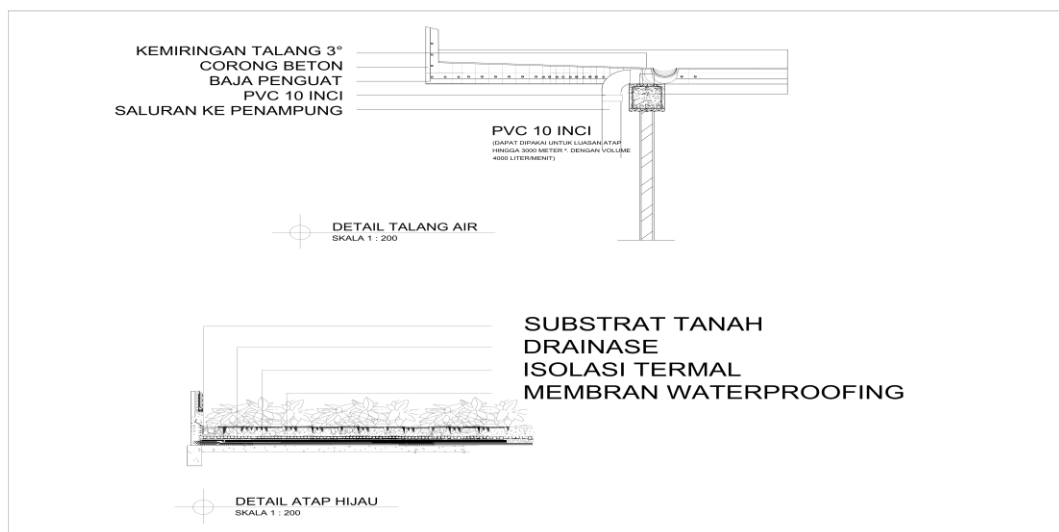 KEMIRINGAN TALANG 3°
CORONG BETON
BAJA PENGUAT
PVC 10 INCI
SALURAN KE PENAMPUNG
PVC 10 INCI
(DAPAT DIPAKAI UNTUK LUASAN ATAP
HINGGA 3000 METER ². DENGAN VOLUME
4000 LITER/MENIT)
DETAIL TALANG AIR
SKALA 1 : 200
SUBSTRAT TANAH
DRAINASE
ISOLASI TERMAL
MEMBRAN WATERPROOFING
DETAIL ATAP HIJAU
SKALA 1 : 200